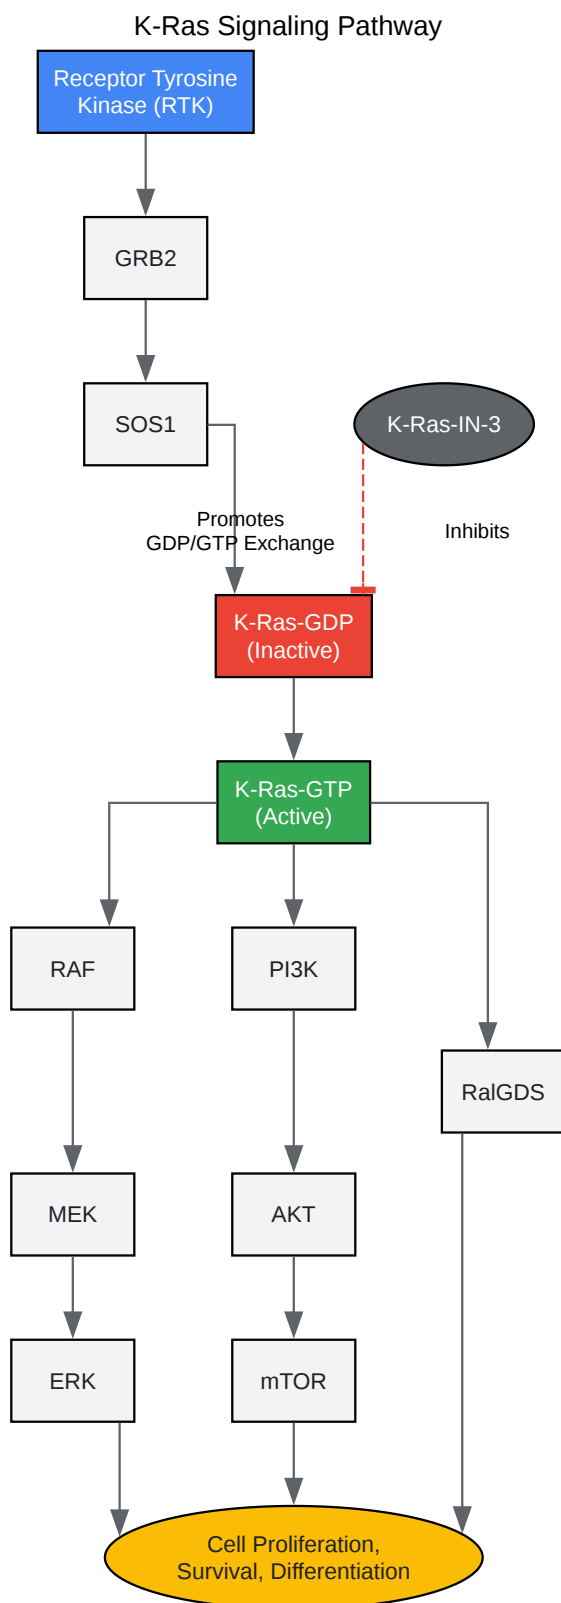 K-Ras Signaling Pathway
Receptor Tyrosine
Kinase (RTK)
GRB2
SOS1
K-Ras-IN-3
Promotes
GDP/GTP Exchange
Inhibits
K-Ras-GDP
(Inactive)
K-Ras-GTP
(Active)
RAF
PI3K
RalGDS
MEK
AKT
ERK
mTOR
Cell Proliferation,
Survival, Differentiation